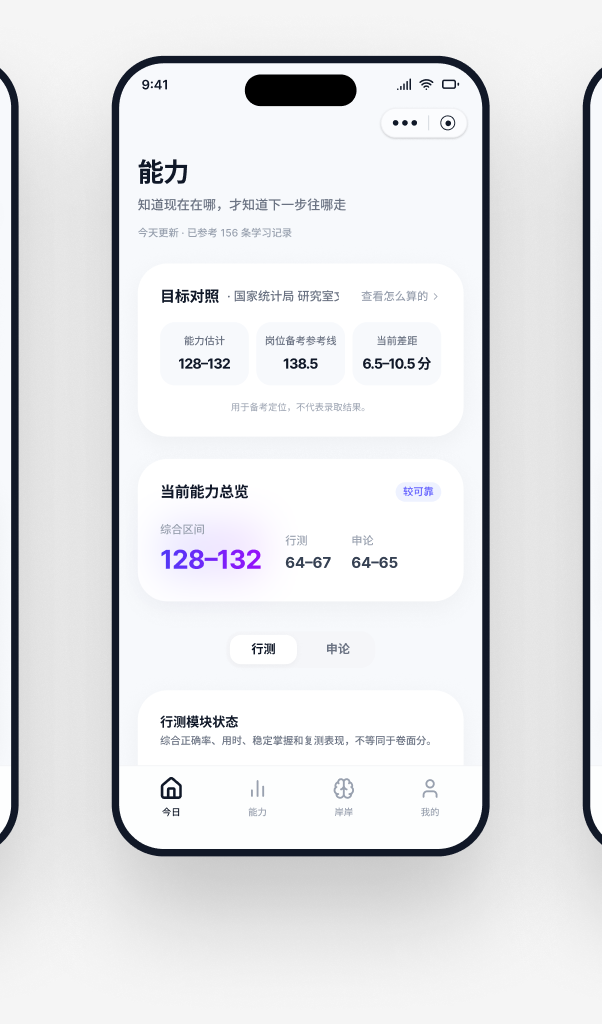 9:41
能力
知道现在在哪，才知道下一步往哪走
今天更新 · 已参考 156 条学习记录
目标对照 · 国家统计局 研究室 查看怎么算的
能力估计 岗位备考参考线 当前差距
128–132 138.5 6.5–10.5 分
用于备考定位，不代表录取结果。
当前能力总览 较可靠
综合区间 行测 申论
128–132 64–67 64–65
行测 申论
行测模块状态
综合正确率、用时、稳定掌握和复测表现，不等同于卷面分。
今日 能力 岸岸 我的